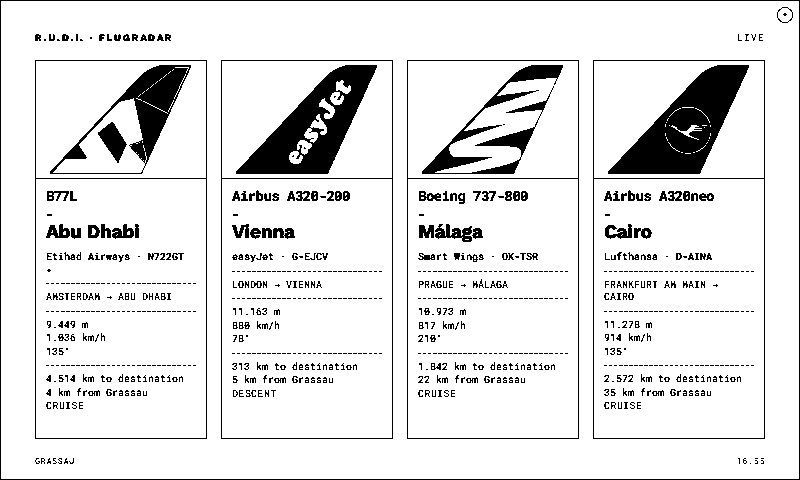 R.U.D.I. · FLUGRADAR
LIVE
easyJet
B77L
-
Abu Dhabi
Etihad Airways · N722GT
AMSTERDAM → ABU DHABI
9.449 m
1.036 km/h
135°
4.514 km to destination
4 km from Grassau
CRUISE
Airbus A320-200
-
Vienna
easyJet · G-EJCV
LONDON → VIENNA
11.163 m
880 km/h
78°
313 km to destination
5 km from Grassau
DESCENT
Boeing 737-800
-
Málaga
Smart Wings · OK-TSR
PRAGUE → MÁLAGA
10.973 m
817 km/h
210°
1.842 km to destination
22 km from Grassau
CRUISE
Airbus A320neo
-
Cairo
Lufthansa · D-AINA
FRANKFURT AM MAIN →
CAIRO
11.278 m
914 km/h
135°
2.572 km to destination
35 km from Grassau
CRUISE
GRASSAU
16.55